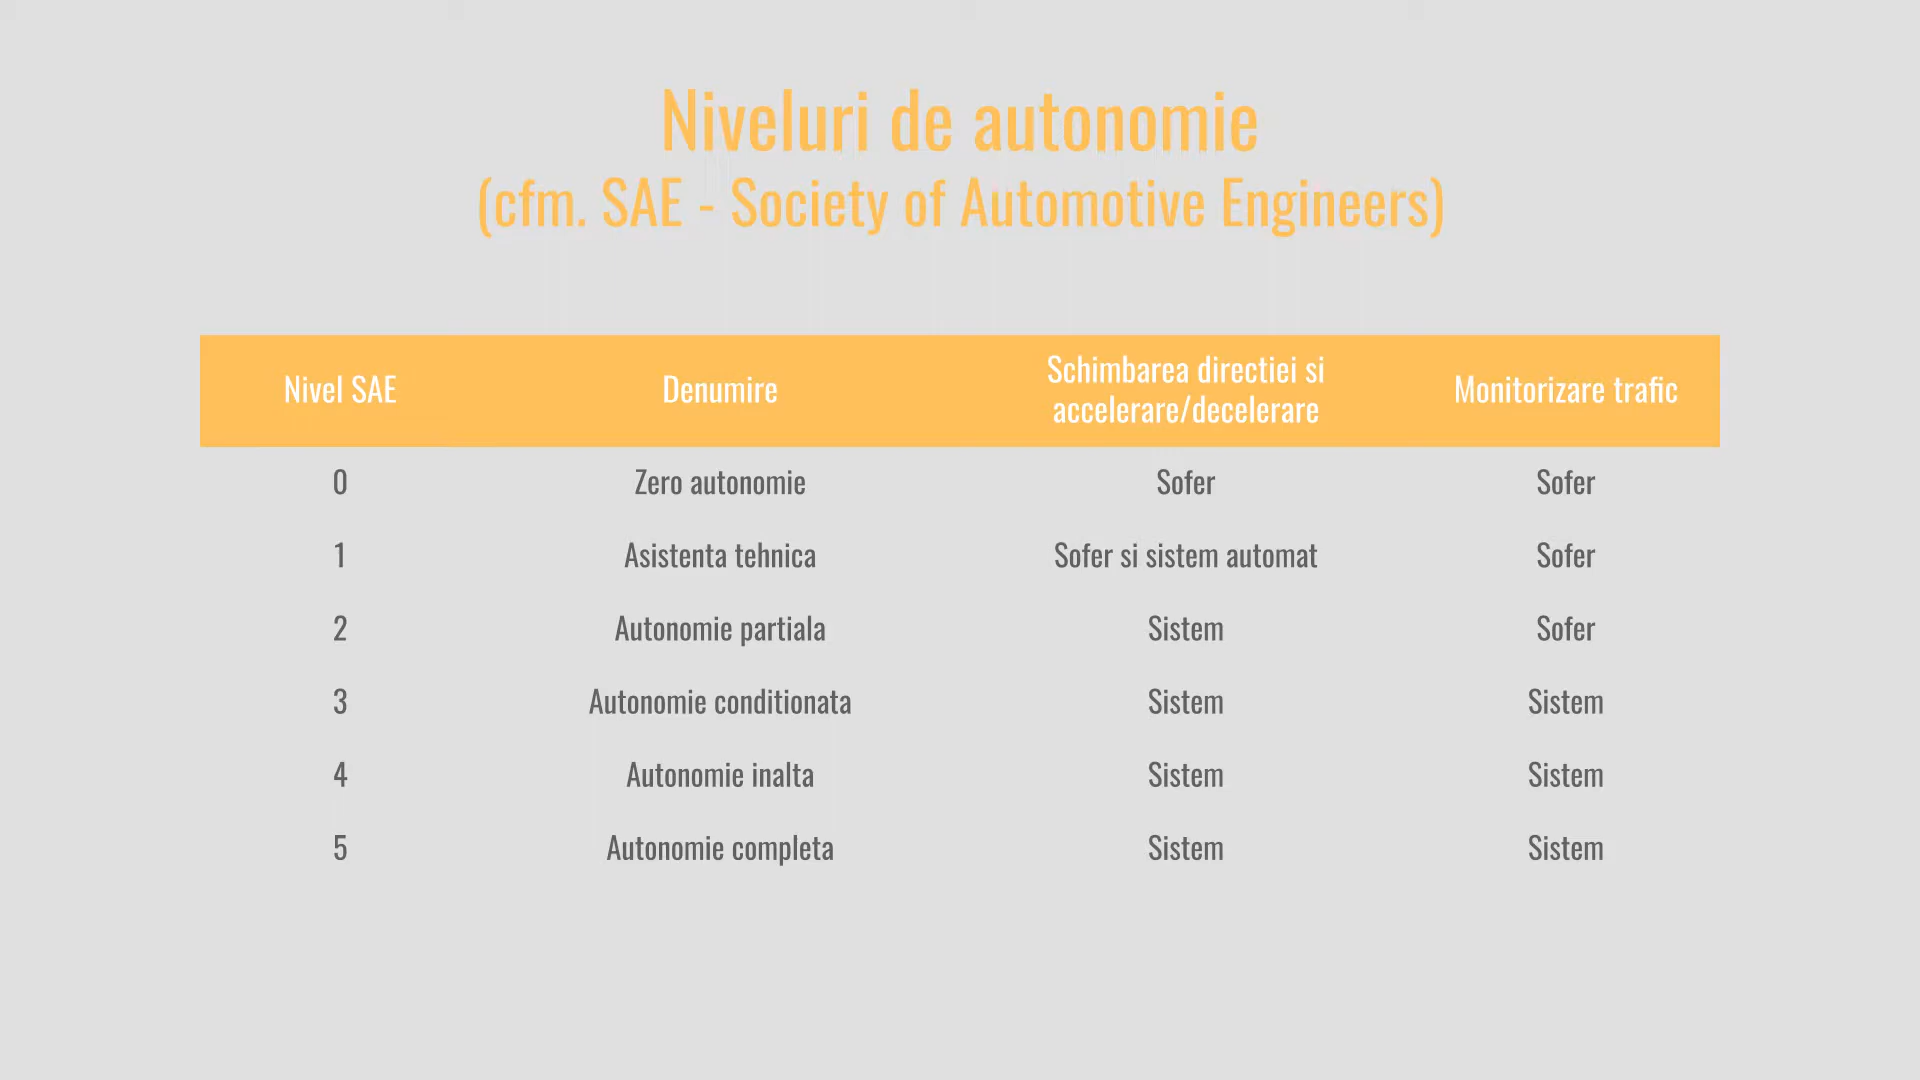 Niveluri de autonomie
(cfm. SAE - Society of Automotive Engineers)
Nivel SAE Denumire Schimbarea directiei si accelerare/decelerare Monitorizare trafic
0 Zero autonomie Sofer Sofer
1 Asistenta tehnica Sofer si sistem automat Sofer
2 Autonomie partiala Sistem Sofer
3 Autonomie conditionata Sistem Sistem
4 Autonomie inalta Sistem Sistem
5 Autonomie completa Sistem Sistem